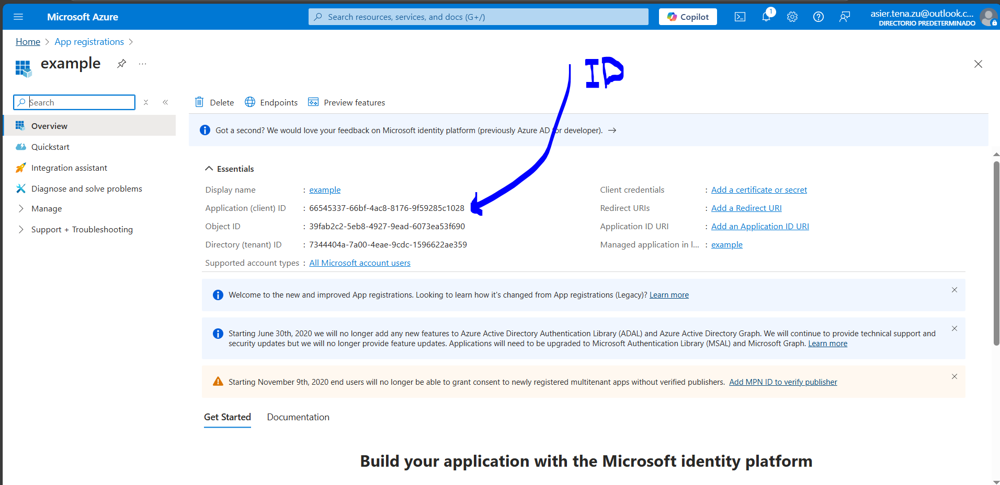 Microsoft Azure
Search resources, services, and docs (G+/)
Copilot
1
asier.tena.zu@outlook.c...
DIRECTORIO PREDETERMINADO
Home > App registrations >
example
...
ID
Search
Delete
Endpoints
Preview features
Overview
Quickstart
Integration assistant
Diagnose and solve problems
Manage
Support + Troubleshooting
Got a second? We would love your feedback on Microsoft identity platform (previously Azure AD for developer). →
Essentials
Display name : example
Application (client) ID : 66545337-66bf-4ac8-8176-9f59285c1028
Object ID : 39fab2c2-5eb8-4927-9ead-6073ea53f690
Directory (tenant) ID : 7344404a-7a00-4eae-9cdc-1596622ae359
Supported account types : All Microsoft account users
Client credentials : Add a certificate or secret
Redirect URIs : Add a Redirect URI
Application ID URI : Add an Application ID URI
Managed application in l... : example
Welcome to the new and improved App registrations. Looking to learn how it's changed from App registrations (Legacy)? Learn more
Starting June 30th, 2020 we will no longer add any new features to Azure Active Directory Authentication Library (ADAL) and Azure Active Directory Graph. We will continue to provide technical support and
security updates but we will no longer provide feature updates. Applications will need to be upgraded to Microsoft Authentication Library (MSAL) and Microsoft Graph. Learn more
Starting November 9th, 2020 end users will no longer be able to grant consent to newly registered multitenant apps without verified publishers. Add MPN ID to verify publisher
Get Started
Documentation
Build your application with the Microsoft identity platform